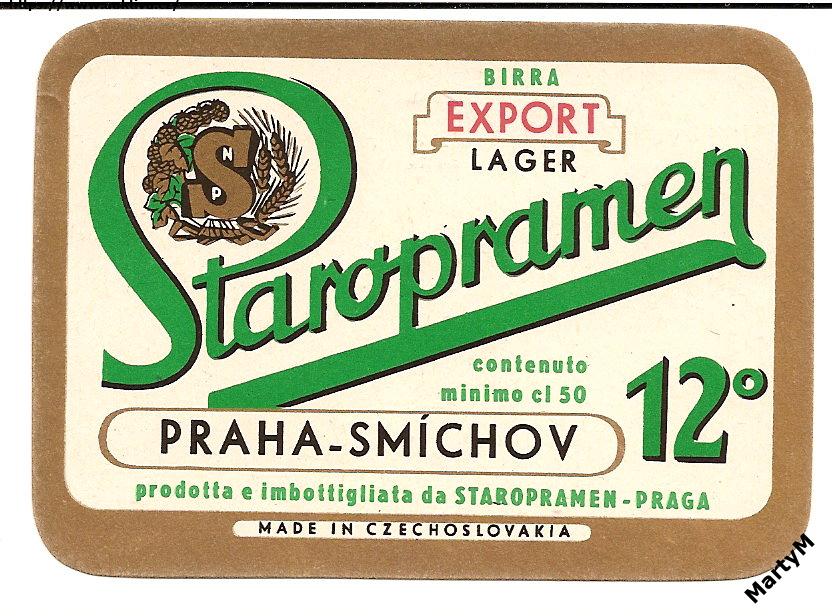 BIRRA
EXPORT
LAGER
S
N
P
Staropramen
contenuto
minimo cl 50
12°
PRAHA-SMÍCHOV
prodotta e imbottigliata da STAROPRAMEN-PRAGA
MADE IN CZECHOSLOVAKIA
MartyM